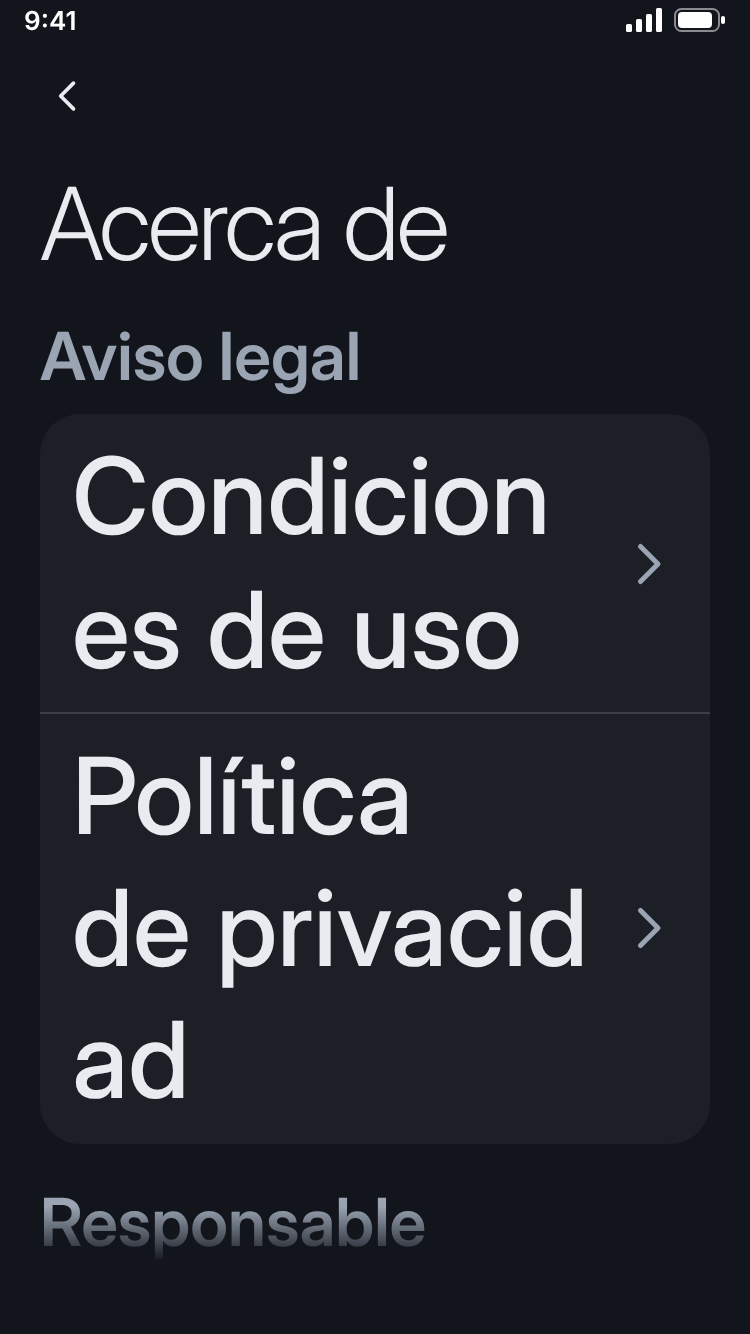 9:41
Acerca de
Aviso legal
Condicion
es de uso
Política
de privacid
ad
Responsable